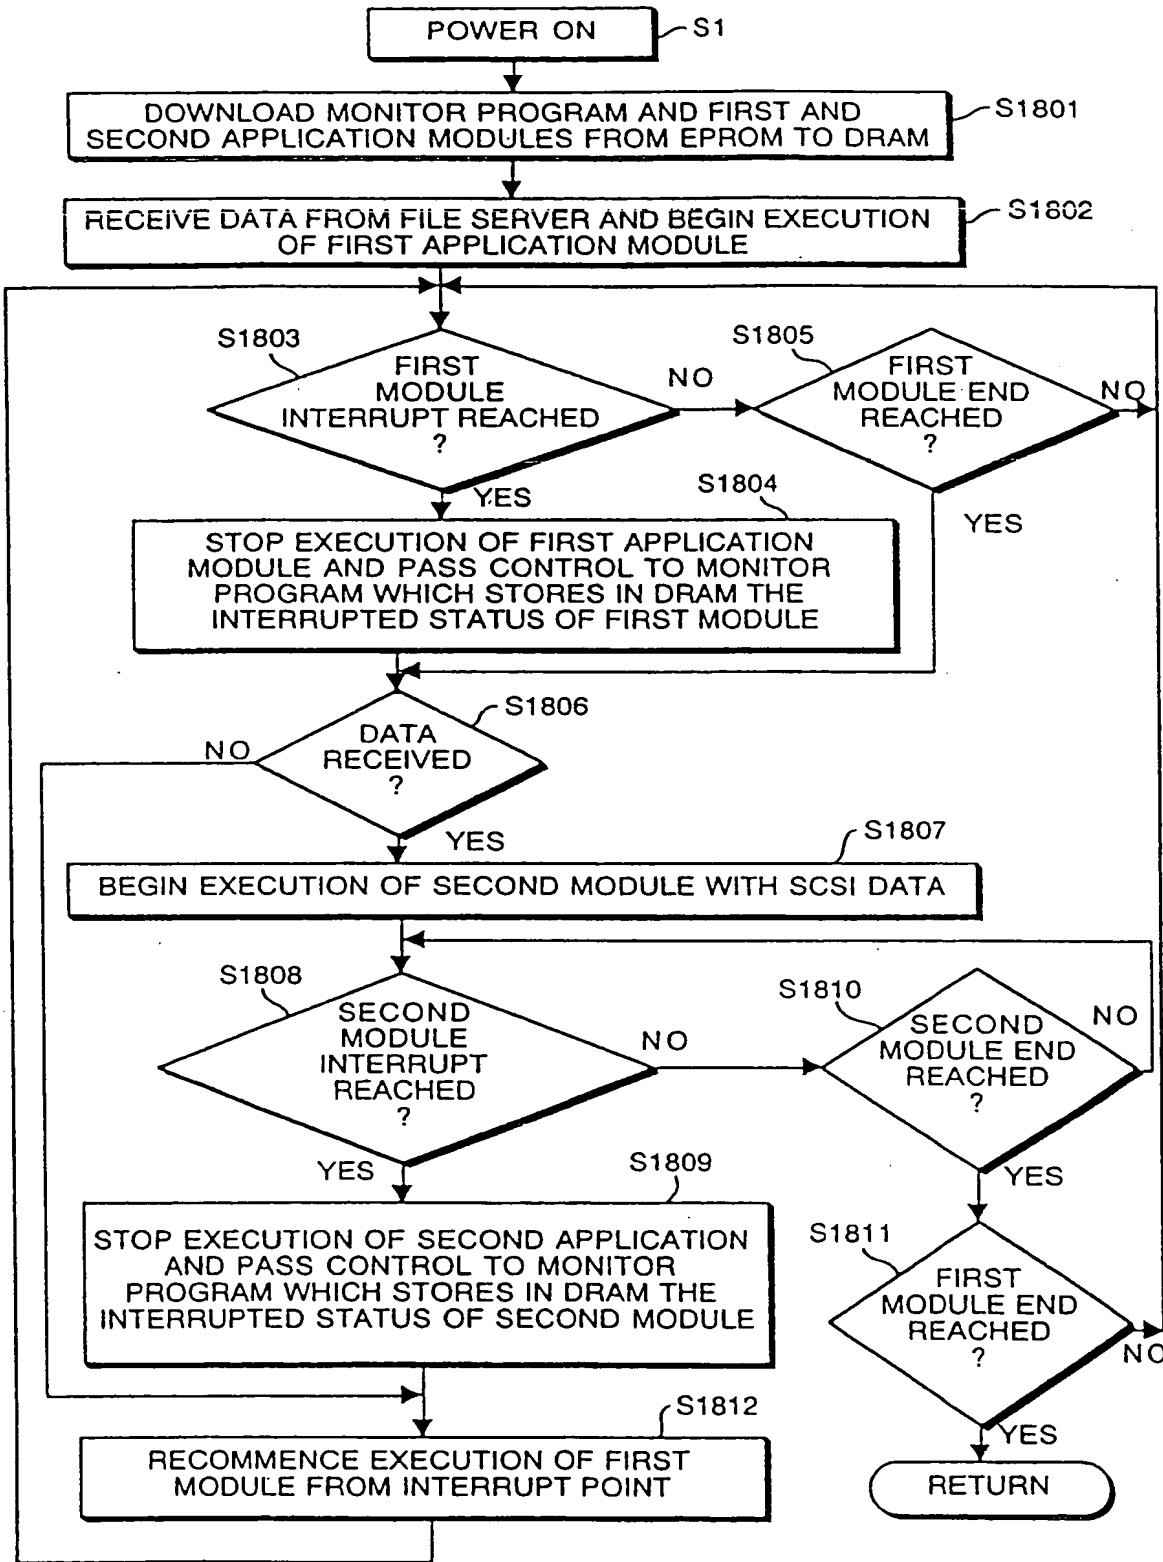 POWER ON
S1
DOWNLOAD MONITOR PROGRAM AND FIRST AND
SECOND APPLICATION MODULES FROM EPROM TO DRAM
S1801
RECEIVE DATA FROM FILE SERVER AND BEGIN EXECUTION
OF FIRST APPLICATION MODULE
S1802
S1803
FIRST
MODULE
INTERRUPT REACHED
?
NO
YES
S1805
FIRST
MODULE END
REACHED
?
NO
YES
S1804
STOP EXECUTION OF FIRST APPLICATION
MODULE AND PASS CONTROL TO MONITOR
PROGRAM WHICH STORES IN DRAM THE
INTERRUPTED STATUS OF FIRST MODULE
S1806
DATA
RECEIVED
?
NO
YES
S1807
BEGIN EXECUTION OF SECOND MODULE WITH SCSI DATA
S1808
SECOND
MODULE
INTERRUPT
REACHED
?
NO
YES
S1810
SECOND
MODULE END
REACHED
?
NO
YES
S1809
STOP EXECUTION OF SECOND APPLICATION
AND PASS CONTROL TO MONITOR
PROGRAM WHICH STORES IN DRAM THE
INTERRUPTED STATUS OF SECOND MODULE
S1811
FIRST
MODULE END
REACHED
?
NO
YES
S1812
RECOMMENCE EXECUTION OF FIRST
MODULE FROM INTERRUPT POINT
RETURN